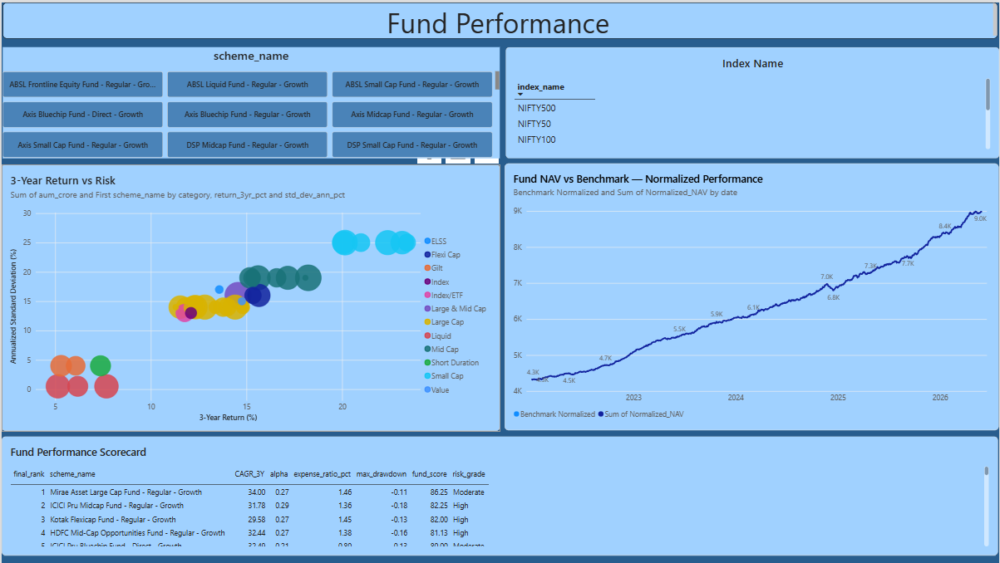 Fund Performance
scheme_name
ABSL Frontline Equity Fund - Regular - Gro...
ABSL Liquid Fund - Regular - Growth
ABSL Small Cap Fund - Regular - Growth
Axis Bluechip Fund - Direct - Growth
Axis Bluechip Fund - Regular - Growth
Axis Midcap Fund - Regular - Growth
Axis Small Cap Fund - Regular - Growth
DSP Midcap Fund - Regular - Growth
DSP Small Cap Fund - Regular - Growth
Index Name
index_name
NIFTY500
NIFTY50
NIFTY100
3-Year Return vs Risk
Sum of aum_crore and First scheme_name by category, return_3yr_pct and std_dev_ann_pct
Annualized Standard Deviation (%)
30
25
20
15
10
5
0
5
10
15
20
3-Year Return (%)
ELSS
Flexi Cap
Gilt
Index
Index/ETF
Large & Mid Cap
Large Cap
Liquid
Mid Cap
Short Duration
Small Cap
Value
Fund NAV vs Benchmark — Normalized Performance
Benchmark Normalized and Sum of Normalized_NAV by date
9K
8K
7K
6K
5K
4K
4.3K
4.5K
4.7K
5.5K
5.9K
6.1K
7.0K
6.8K
7.3K
7.7K
8.4K
9.0K
2023
2024
2025
2026
Benchmark Normalized
Sum of Normalized_NAV
Fund Performance Scorecard
final_rank scheme_name CAGR_3Y alpha expense_ratio_pct max_drawdown fund_score risk_grade
1 Mirae Asset Large Cap Fund - Regular - Growth 34.00 0.27 1.46 -0.11 86.25 Moderate
2 ICICI Pru Midcap Fund - Regular - Growth 31.78 0.29 1.36 -0.18 82.25 High
3 Kotak Flexicap Fund - Regular - Growth 29.58 0.27 1.45 -0.13 82.00 High
4 HDFC Mid-Cap Opportunities Fund - Regular - Growth 32.44 0.27 1.38 -0.16 81.13 High
5 ICICI Pru Bluechip Fund - Direct - Growth 32.49 0.21 0.80 80.00 Moderate